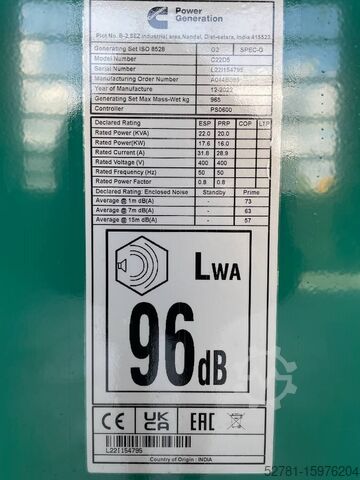 Power
Generation
Plot No. B-2,SEZ Industrial area,Nandal, Dist-satara, India 415523
Generating Set ISO 8528 G2 SPEC-G
Model Number C22D5
Serial Number L22I154795
Manufacturing Order Number
Year of Manufacture 12-2022
Generating Set Max Mass-Wet kg 965
Controller PS0600
Declared Rating ESP PRP COP LTP
Rated Power (KVA) 22.0 20.0
Rated Power(KW) 17.6 16.0
Rated Current (A) 31.8 28.9
Rated Voltage (V) 400 400
Rated Frequency (Hz) 50 50
Rated Power Factor 0.8 0.8
Declared Rating: Enclosed Noise Standby Prime
Average @ 1m dB(A) 73
Average @ 7m dB(A) 63
Average @ 15m dB(A) 57
LWA
96dB
CE UK CA EAC
L22I154795
Country of Origin : INDIA
52781-15976204